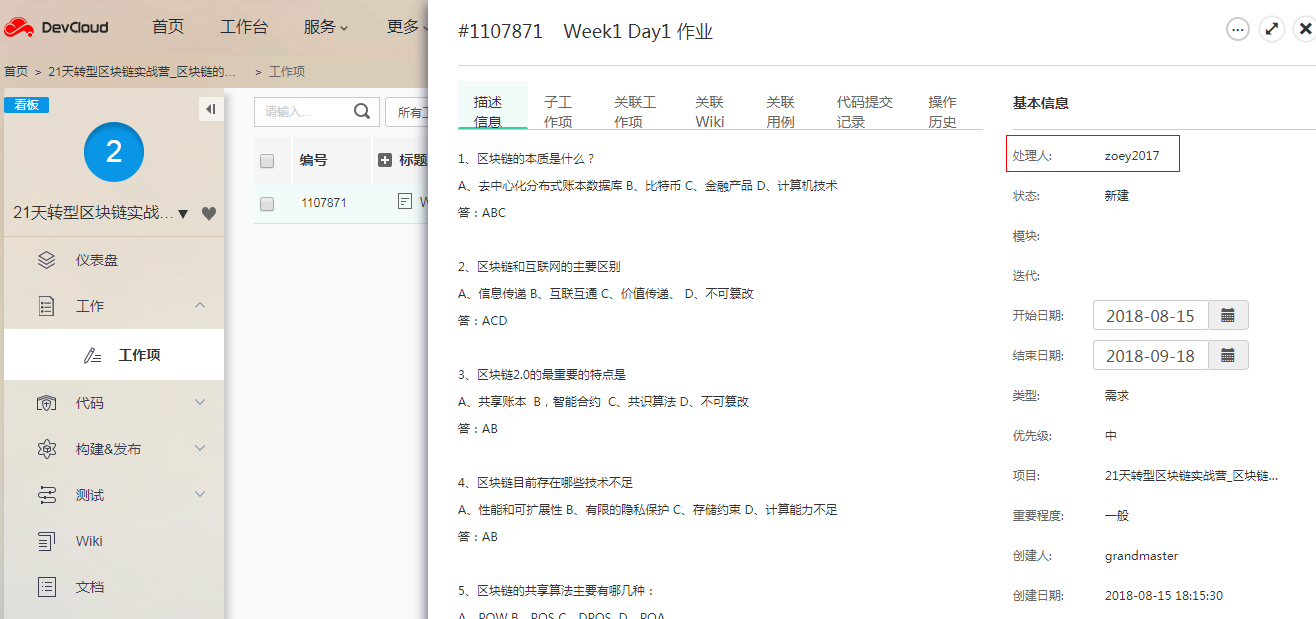 DevCloud 首页 工作台 服务 更多
首页 > 21天转型区块链实战营_区块链的... > 工作项
看板
2
21天转型区块链实战...
仪表盘
工作
工作项
代码
构建&发布
测试
Wiki
文档
请输入...
所有
编号 标题
1107871
#1107871 Week1 Day1 作业
描述信息 子工作项 关联工作项 关联Wiki 关联用例 代码提交记录 操作历史
1、区块链的本质是什么？
A、去中心化分布式账本数据库 B、比特币 C、金融产品 D、计算机技术
答：ABC
2、区块链和互联网的主要区别
A、信息传递 B、互联互通 C、价值传递、 D、不可篡改
答：ACD
3、区块链2.0的最重要的特点是
A、共享账本 B，智能合约 C、共识算法 D、不可篡改
答：AB
4、区块链目前存在哪些技术不足
A、性能和可扩展性 B、有限的隐私保护 C、存储约束 D、计算能力不足
答：AB
5、区块链的共享算法主要有哪几种：
A、POW B、POS C、DPOS D、POA
基本信息
处理人: zoey2017
状态: 新建
模块:
迭代:
开始日期: 2018-08-15
结束日期: 2018-09-18
类型: 需求
优先级: 中
项目: 21天转型区块链实战营_区块链...
重要程度: 一般
创建人: grandmaster
创建日期: 2018-08-15 18:15:30